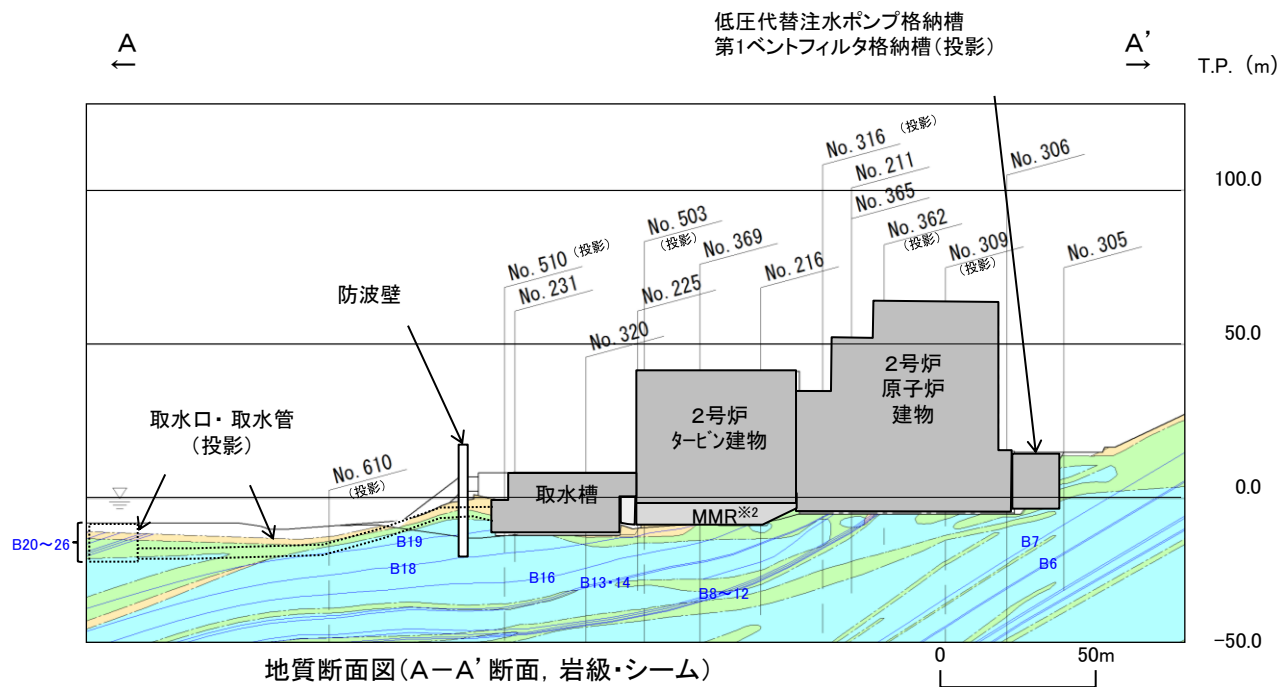 低圧代替注水ポンプ格納槽
第1ベントフィルタ格納槽(投影)
A
←
A’
→
T.P. (m)
No. 316 (投影)
No. 211
No. 306
No. 365
100.0
No. 503
(投影)
No. 369
No. 362
(投影)
No. 309
(投影)
No. 305
No. 510 (投影)
No. 231
No. 225
No. 216
防波壁
No. 320
50.0
2号炉
原子炉
建物
2号炉
タービン建物
取水口・取水管
(投影)
No. 610
(投影)
取水槽
0.0
MMR※2
B20~26
B19
B18
B16
B13・14
B8~12
B7
B6
-50.0
地質断面図(A-A’断面, 岩級・シーム)
0
50m